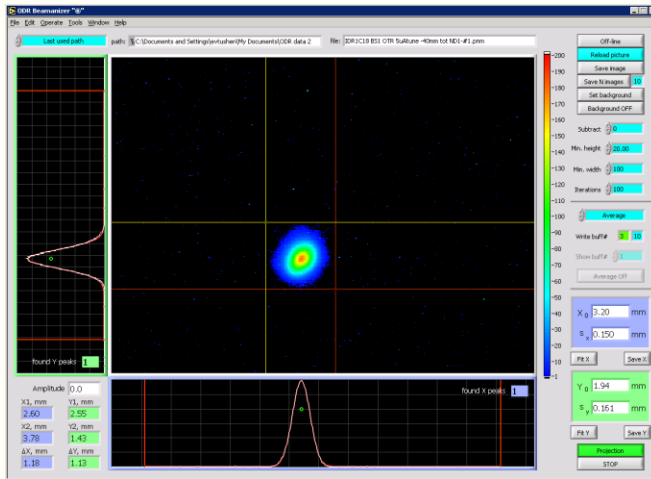 ODR Beamanizer "@"
File Edit Operate Tools Window Help
Last used path
path: C:\Documents and Settings\evtushen\My Documents\ODR data 2
file: IDR1C18 BS1 OTR 5uAtune -40mm tot ND1-#1.pmm
Off-line
Reload picture
Save image
Save N images 10
Set background
Background OFF
Subtract 0
Min. height 20.00
Min. width 100
Iterations 100
Average
Write buff# 3 10
Show buff# 1
Average Off
200
190
180
170
160
150
140
130
120
110
100
90
80
70
60
50
40
30
20
10
1
X 0 3.20 mm
S x 0.150 mm
Fit X Save X
Y 0 1.94 mm
S y 0.161 mm
Fit Y Save Y
Projection
STOP
found Y peaks 1
found X peaks 1
Amplitude 0.0
X1, mm Y1, mm
2.60 2.55
X2, mm Y2, mm
3.78 1.43
ΔX, mm ΔY, mm
1.18 1.13